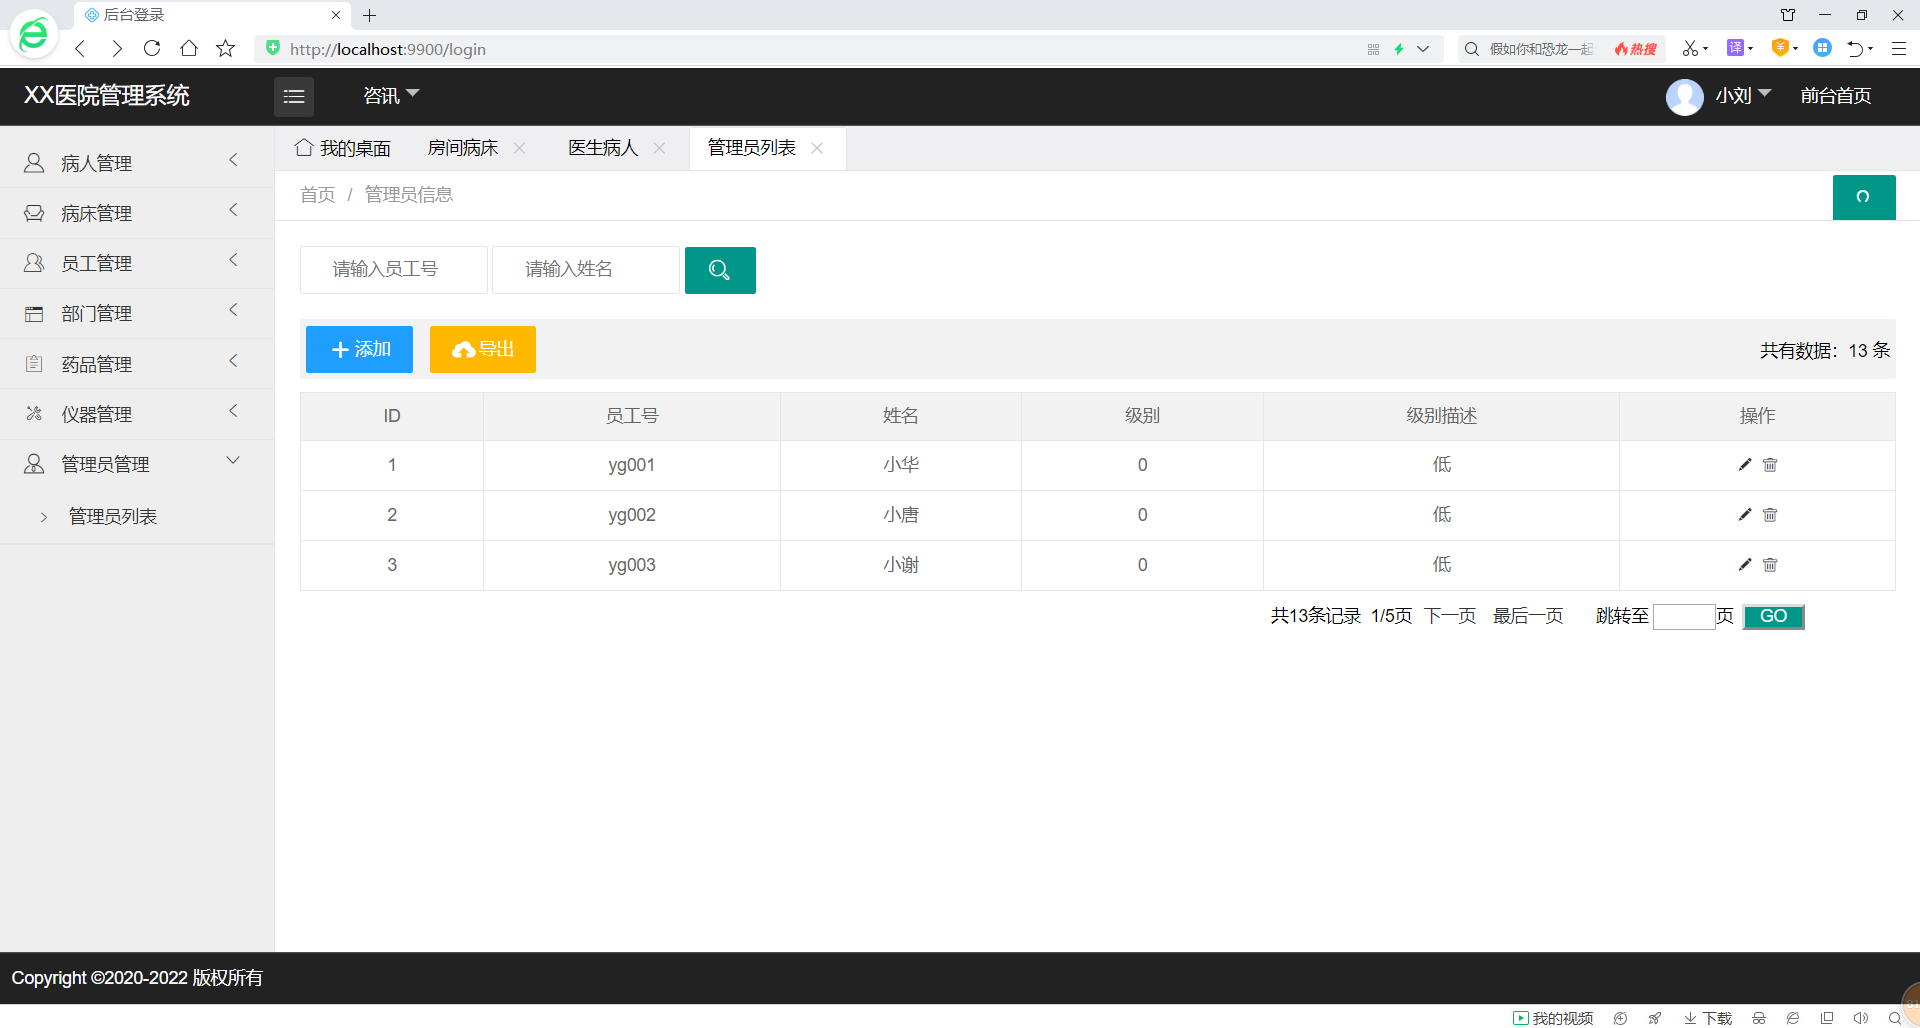 后台登录
http://localhost:9900/login
假如你和恐龙一起
热搜
译
XX医院管理系统
咨讯
小刘
前台首页
病人管理
病床管理
员工管理
部门管理
药品管理
仪器管理
管理员管理
管理员列表
我的桌面 房间病床 医生病人 管理员列表
首页 / 管理员信息
请输入员工号 请输入姓名
添加 导出 共有数据：13 条
ID 员工号 姓名 级别 级别描述 操作
1 yg001 小华 0 低
2 yg002 小唐 0 低
3 yg003 小谢 0 低
共13条记录 1/5页 下一页 最后一页 跳转至 页 GO
Copyright ©2020-2022 版权所有
我的视频 下载
81